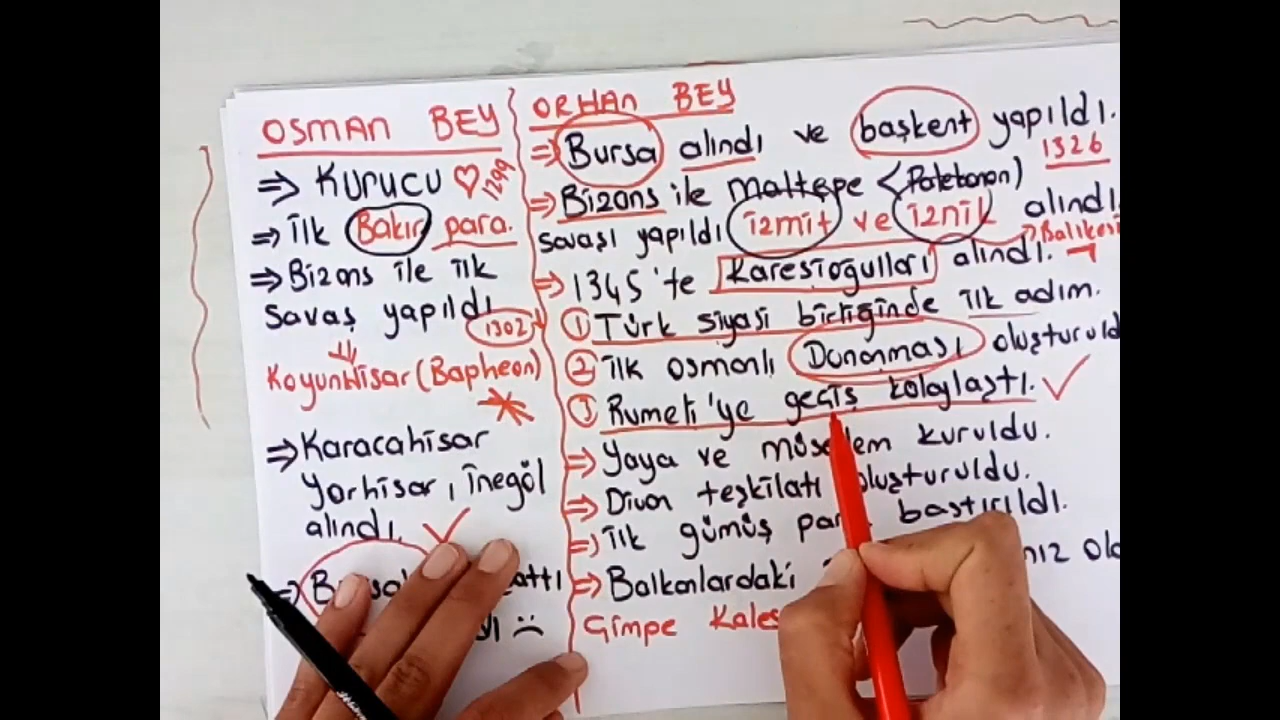 OSMAN BEY
⇒ Kurucu ♡ 1299
⇒ İlk Bakır para.
⇒ Bizans ile ilk
savaş yapıldı 1302
Koyunhisar (Bapheon)
⇒ Karacahisar
Yarhisar, İnegöl
alındı.
ORHAN BEY
⇒ Bursa alındı ve başkent yapıldı.
1326
⇒ Bizans ile Maltepe (Palekanon)
savaşı yapıldı İzmit ve İznik alındı
⇒ 1345'te Karesioğulları alındı. → Balıkesi
① Türk siyasi birliğinde ilk adım.
② İlk osmanlı Donanması oluşturuld
③ Rumeli'ye geçiş kolaylaştı.
⇒ Yaya ve müsellem kuruldu.
⇒ Divan teşkilatı oluşturuldu.
⇒ İlk gümüş para bastırıldı.
⇒ Balkanlardaki
Çimpe Kales